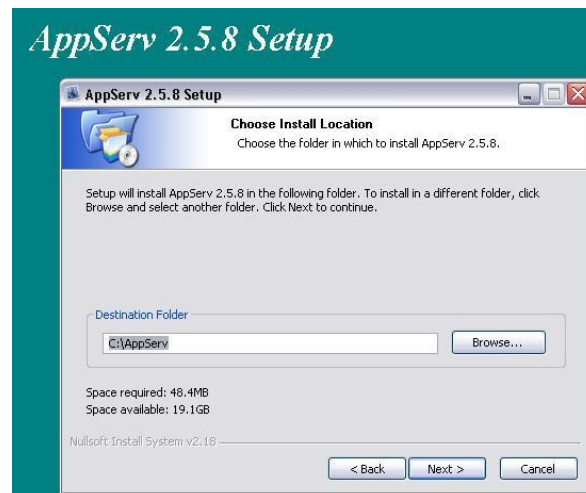 AppServ 2.5.8 Setup
AppServ 2.5.8 Setup
Choose Install Location
Choose the folder in which to install AppServ 2.5.8.
Setup will install AppServ 2.5.8 in the following folder. To install in a different folder, click
Browse and select another folder. Click Next to continue.
Destination Folder
C:\AppServ
Browse...
Space required: 48.4MB
Space available: 19.1GB
Nullsoft Install System v2.18
< Back
Next >
Cancel